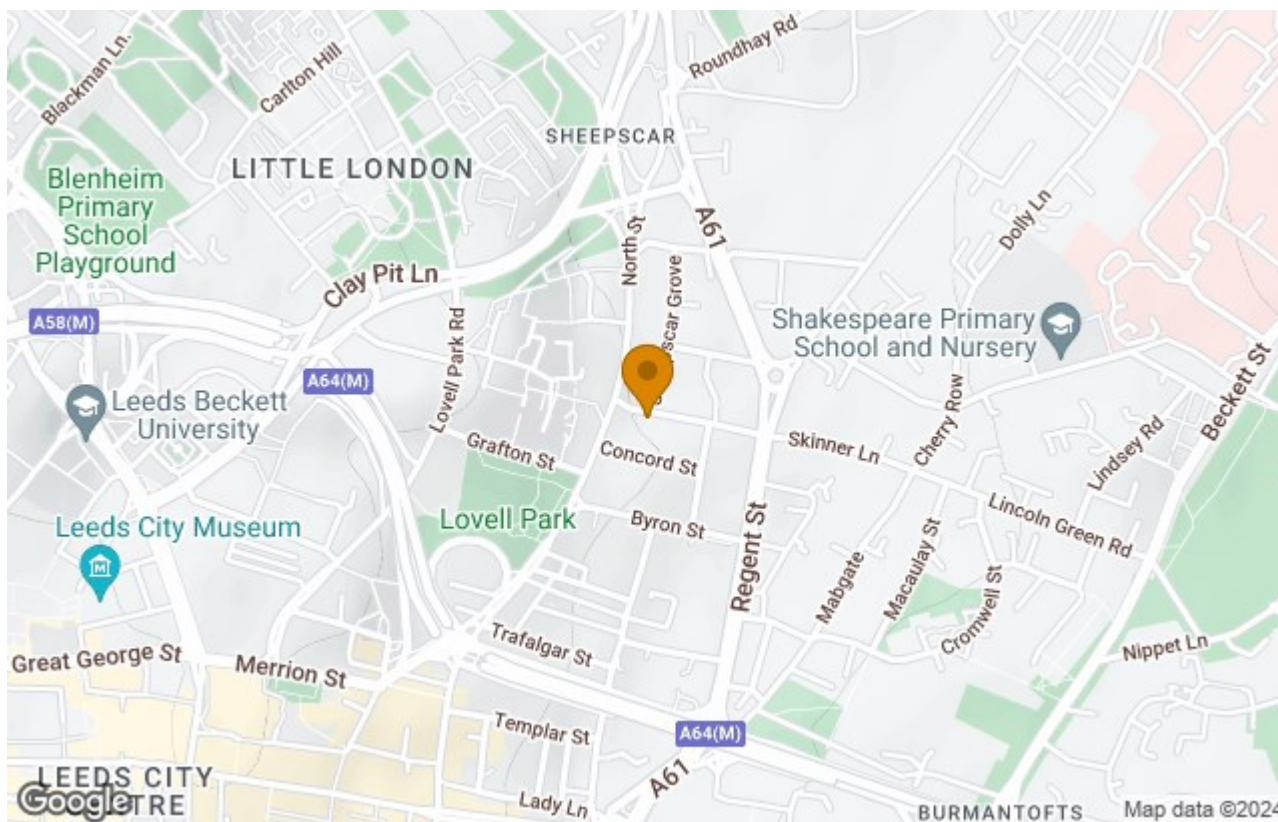 Blackman Ln.
Carlton Hill
Roundhay Rd
SHEEPSCAR
LITTLE LONDON
Blenheim
Primary
School
Playground
Dolly Ln
A61
North St
Clay Pit Ln
Shakespeare Primary
School and Nursery
A58(M)
Lovell Park Rd
A64(M)
Leeds Beckett
University
Cherry Row
Beckett St
Grafton St
Concord St
Skinner Ln
Lindsey Rd
Leeds City Museum
Lovell Park
Byron St
Lincoln Green Rd
Regent St
Mabgate
Macaulay St
Cromwell St
Trafalgar St
Great George St
Merrion St
Nippet Ln
Templar St
A64(M)
LEEDS CITY
Google
A61
Lady Ln
BURMANTOFTS
Map data ©2024